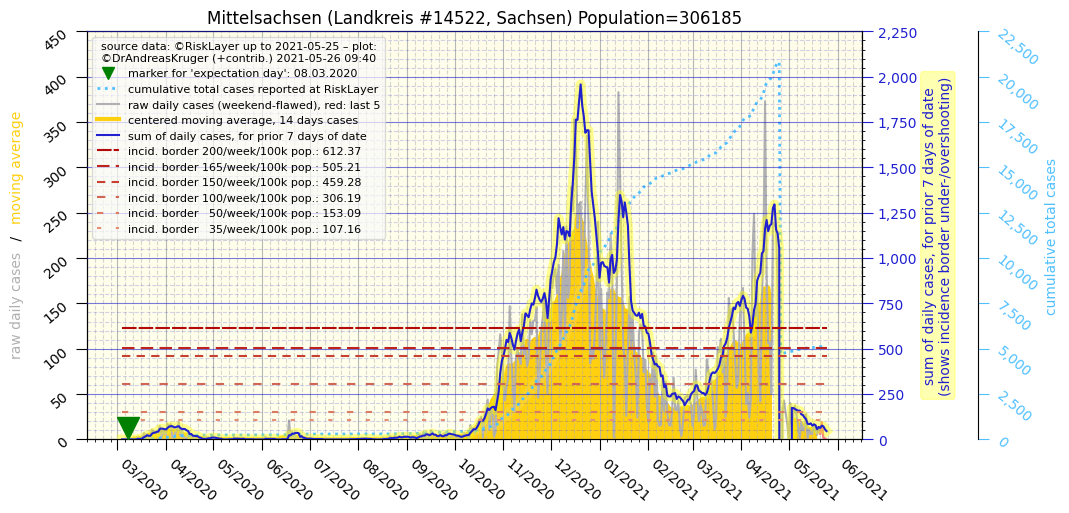 Mittelsachsen (Landkreis #14522, Sachsen) Population=306185
source data: ©RiskLayer up to 2021-05-25 – plot:
©DrAndreasKruger (+contrib.) 2021-05-26 09:40
marker for 'expectation day': 08.03.2020
cumulative total cases reported at RiskLayer
raw daily cases (weekend-flawed), red: last 5
centered moving average, 14 days cases
sum of daily cases, for prior 7 days of date
incid. border 200/week/100k pop.: 612.37
incid. border 165/week/100k pop.: 505.21
incid. border 150/week/100k pop.: 459.28
incid. border 100/week/100k pop.: 306.19
incid. border 50/week/100k pop.: 153.09
incid. border 35/week/100k pop.: 107.16
raw daily cases / moving average
450
400
350
300
250
200
150
100
50
0
03/2020
04/2020
05/2020
06/2020
07/2020
08/2020
09/2020
10/2020
11/2020
12/2020
01/2021
02/2021
03/2021
04/2021
05/2021
06/2021
2,250
2,000
1,750
1,500
1,250
1,000
750
500
250
0
sum of daily cases, for prior 7 days of date
(shows incidence border under-/overshooting)
22,500
20,000
17,500
15,000
12,500
10,000
7,500
5,000
2,500
0
cumulative total cases